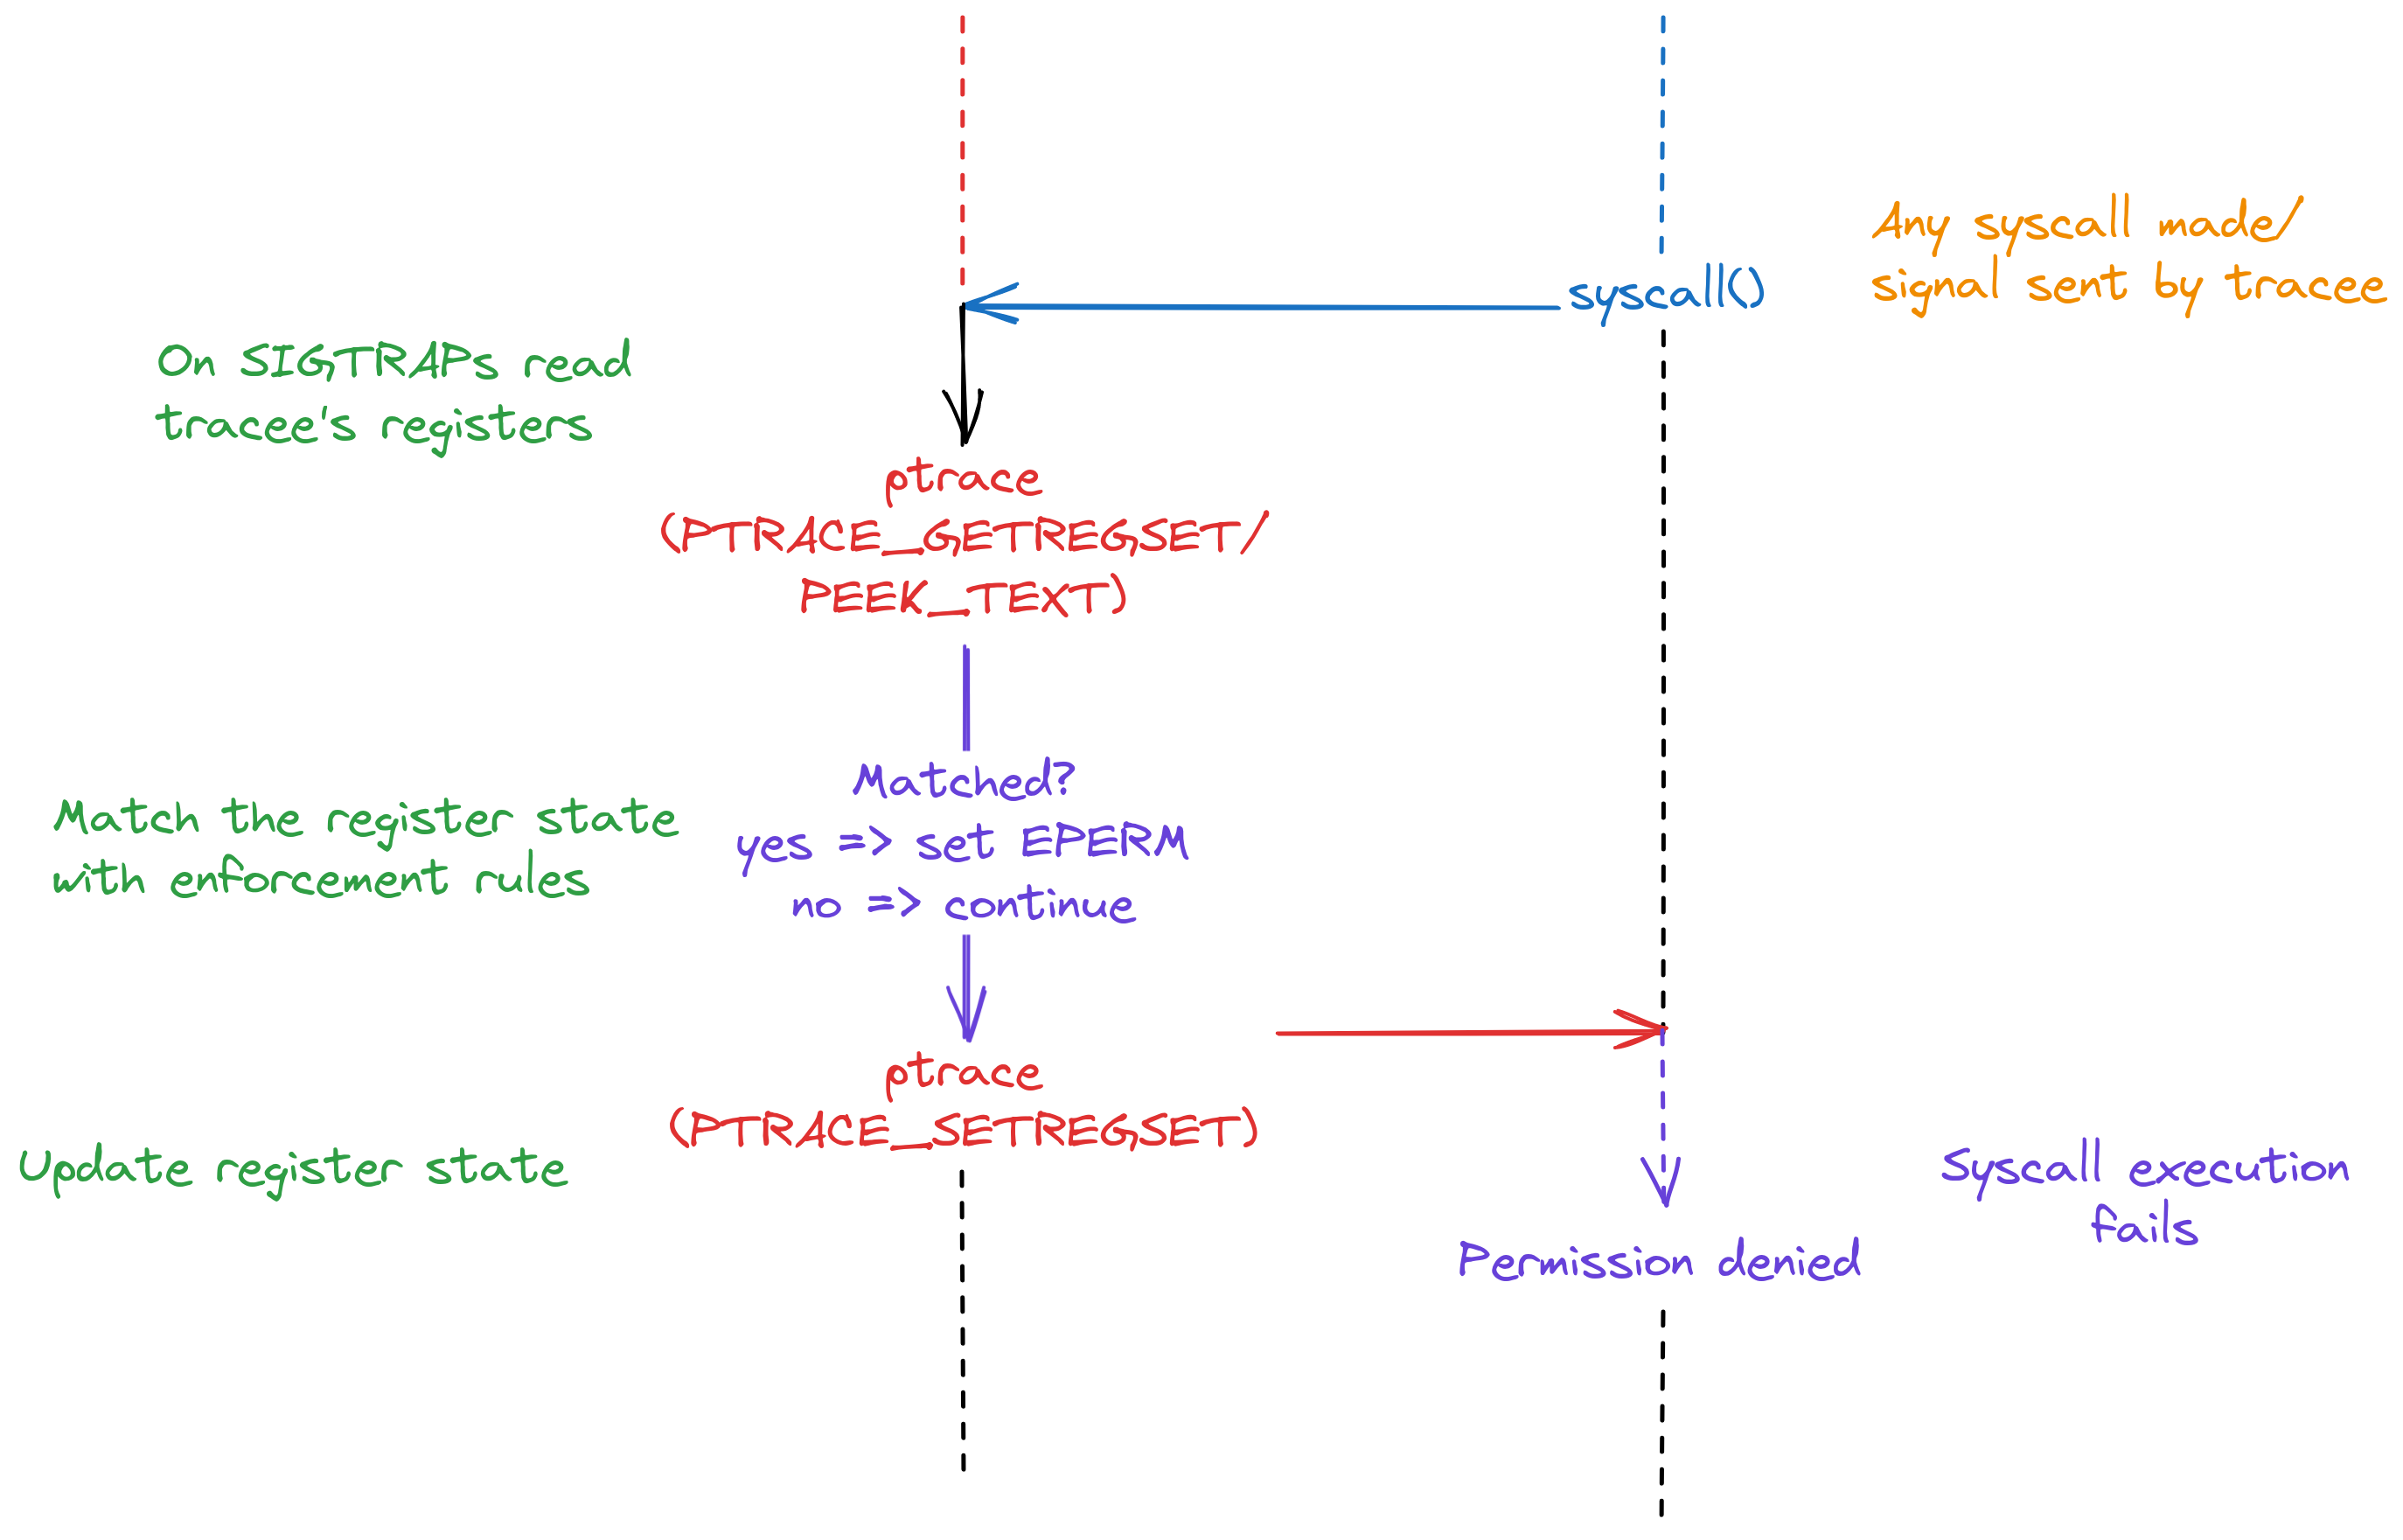 Any syscall made/
signal sent by tracee
syscall()
On SIGTRAPs read
tracee's registers
ptrace
(PTRACE_GETREGSET/
PEEK_TEXT)
Matched?
yes => set EPERM
no => continue
Match the register state
with enforcement rules
ptrace
(PTRACE_SETREGSET)
Update register state
Syscall execution
fails
Permission denied